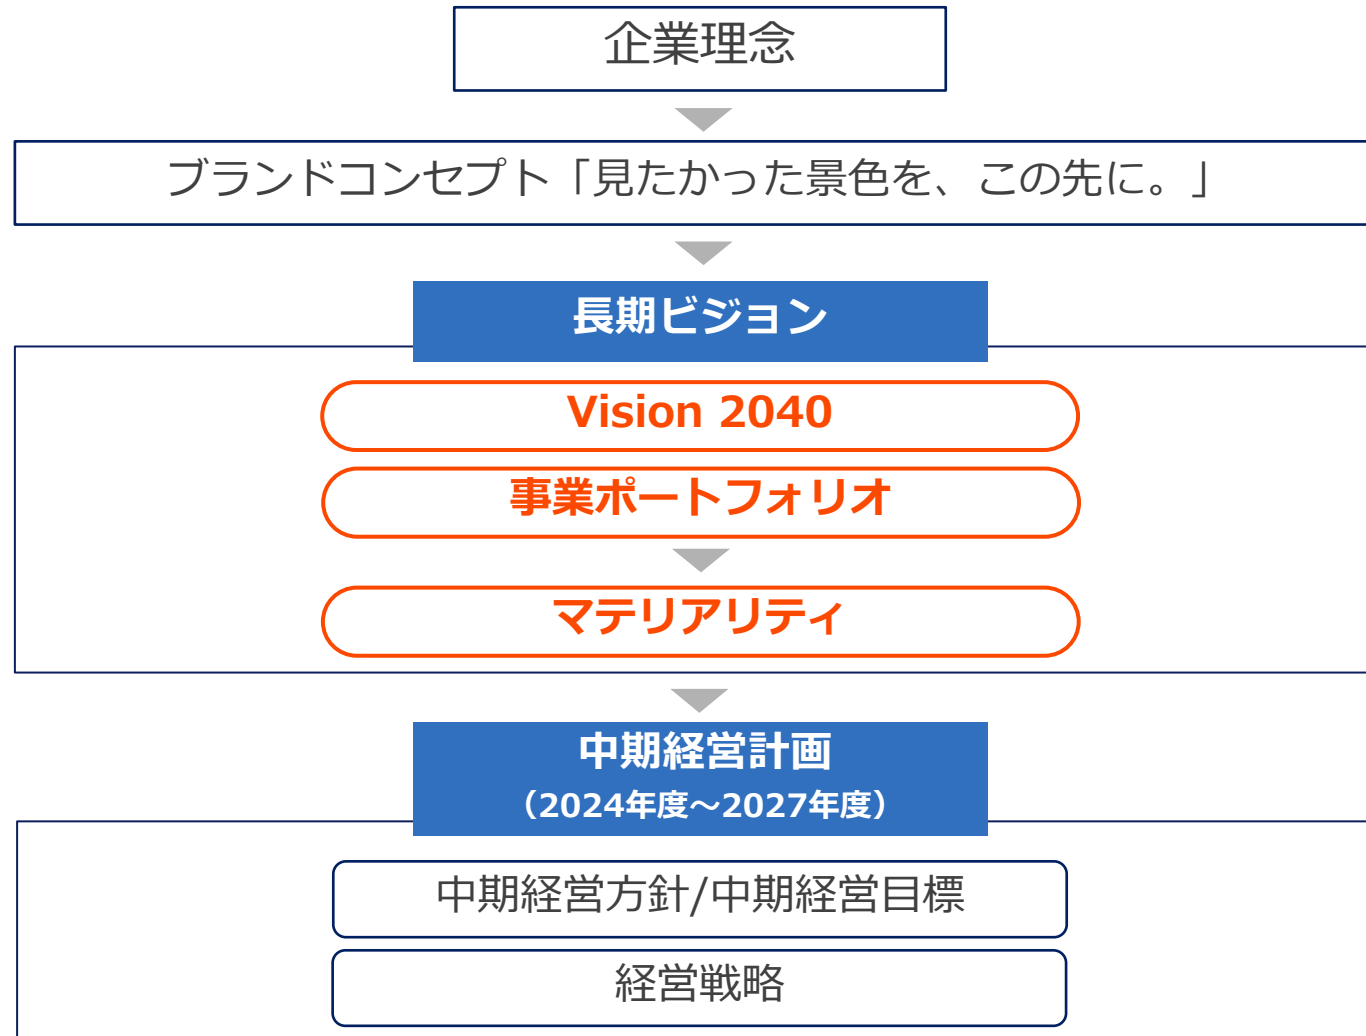 企業理念
ブランドコンセプト「見たかった景色を、この先に。」
長期ビジョン
Vision 2040
事業ポートフォリオ
マテリアリティ
中期経営計画
（2024年度～2027年度）
中期経営方針/中期経営目標
経営戦略